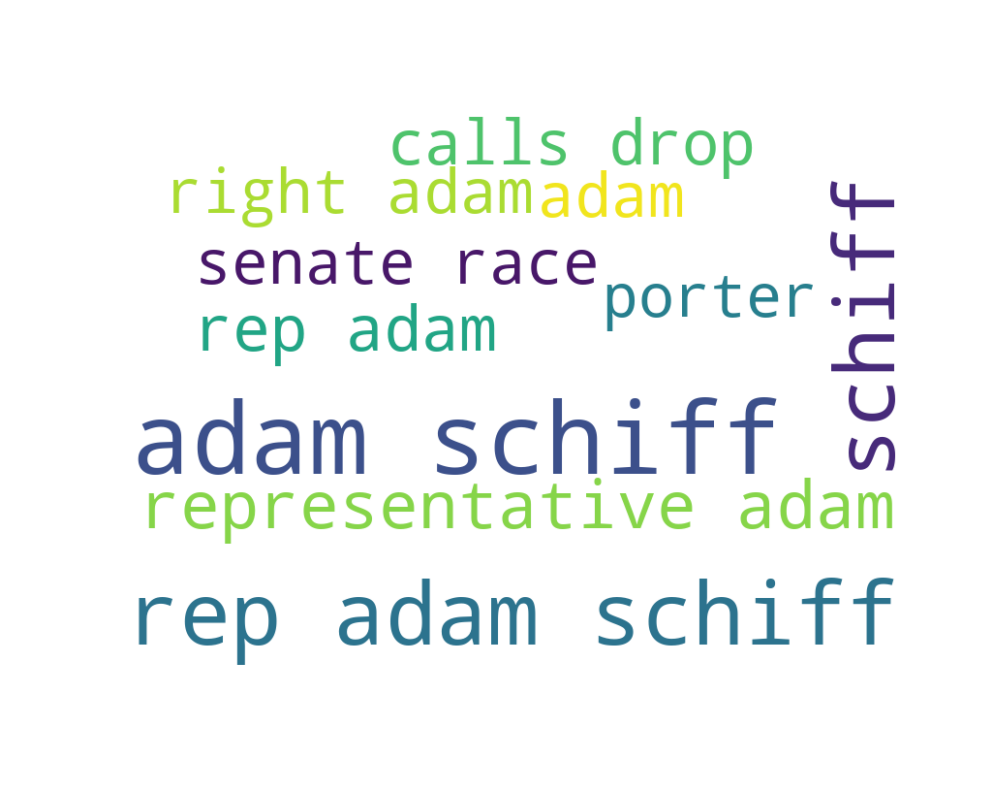 calls drop
right adam
adam
senate race
porter
rep adam
schiff
adam schiff
representative adam
rep adam schiff